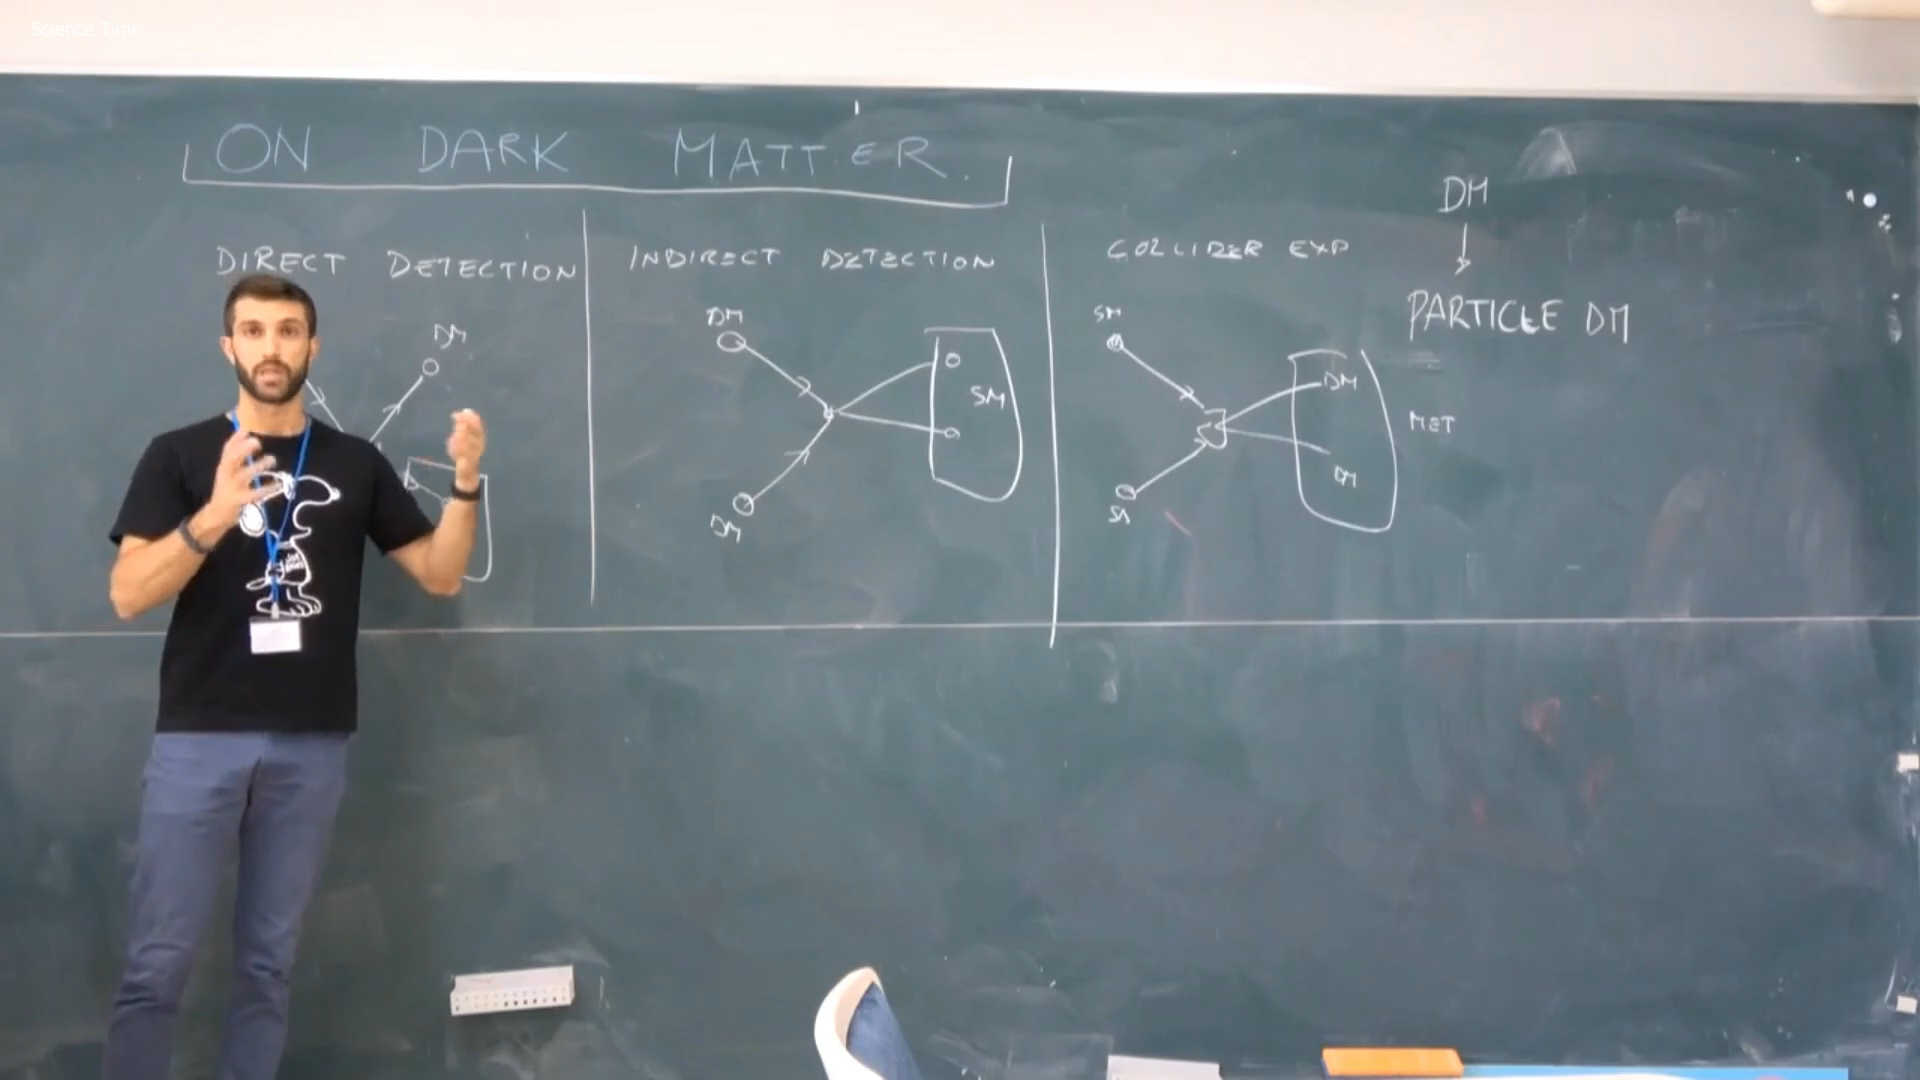 Science Time
ON DARK MATTER.
DIRECT DETECTION
INDIRECT DETECTION
COLLIDER EXP
DM
PARTICLE DM
DM
DM
SM
DM
SM
SM
DM
DM
MET